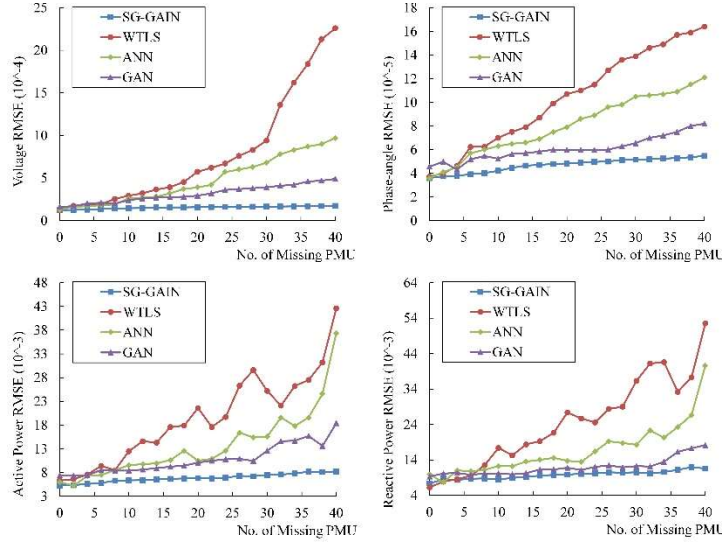 Voltage RMSE (10^-4)
25
20
15
10
5
0
SG-GAIN
WTLS
ANN
GAN
0 5 10 15 20 25 30 35 40
No. of Missing PMU
Phase-angle RMSE (10^-5)
18
16
14
12
10
8
6
4
2
0
SG-GAIN
WTLS
ANN
GAN
0 5 10 15 20 25 30 35 40
No. of Missing PMU
Active Power RMSE (10^-3)
48
43
38
33
28
23
18
13
8
3
SG-GAIN
WTLS
ANN
GAN
0 5 10 15 20 25 30 35 40
No. of Missing PMU
Reactive Power RMSE (10^-3)
64
54
44
34
24
14
4
SG-GAIN
WTLS
ANN
GAN
0 5 10 15 20 25 30 35 40
No. of Missing PMU